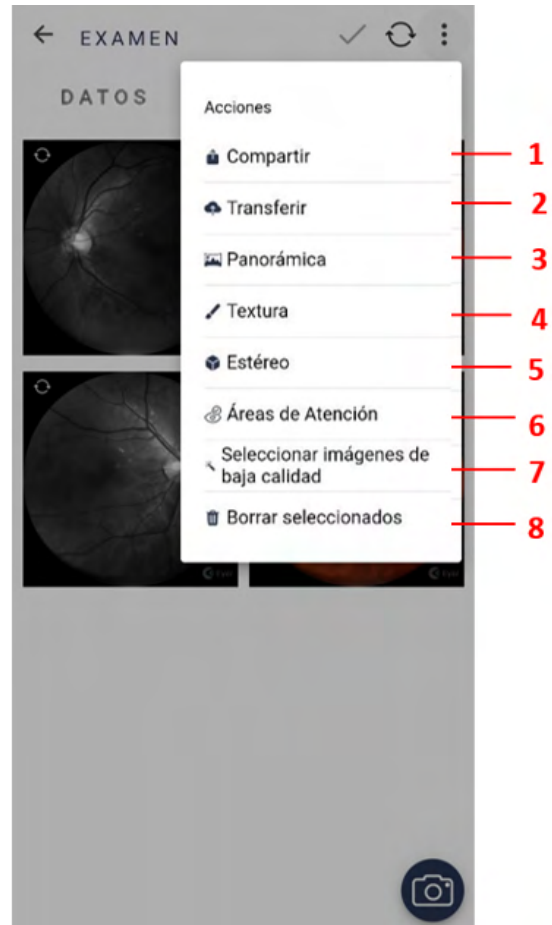 EXAMEN
DATOS
Acciones
Compartir
1
Transferir
2
Panorámica
3
Textura
4
Estéreo
5
Áreas de Atención
6
Seleccionar imágenes de
baja calidad
7
Borrar seleccionados
8